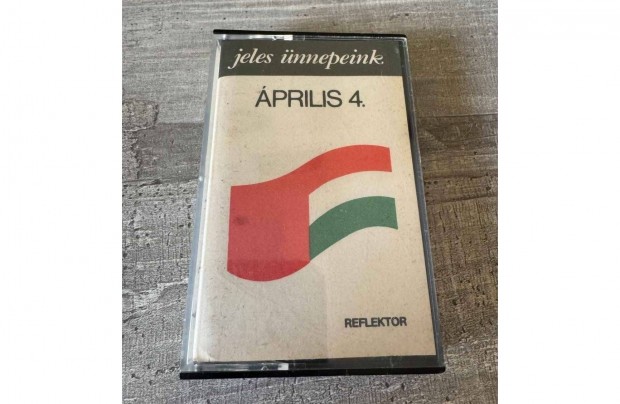 jeles ünnepeink
ÁPRILIS 4.
REFLEKTOR